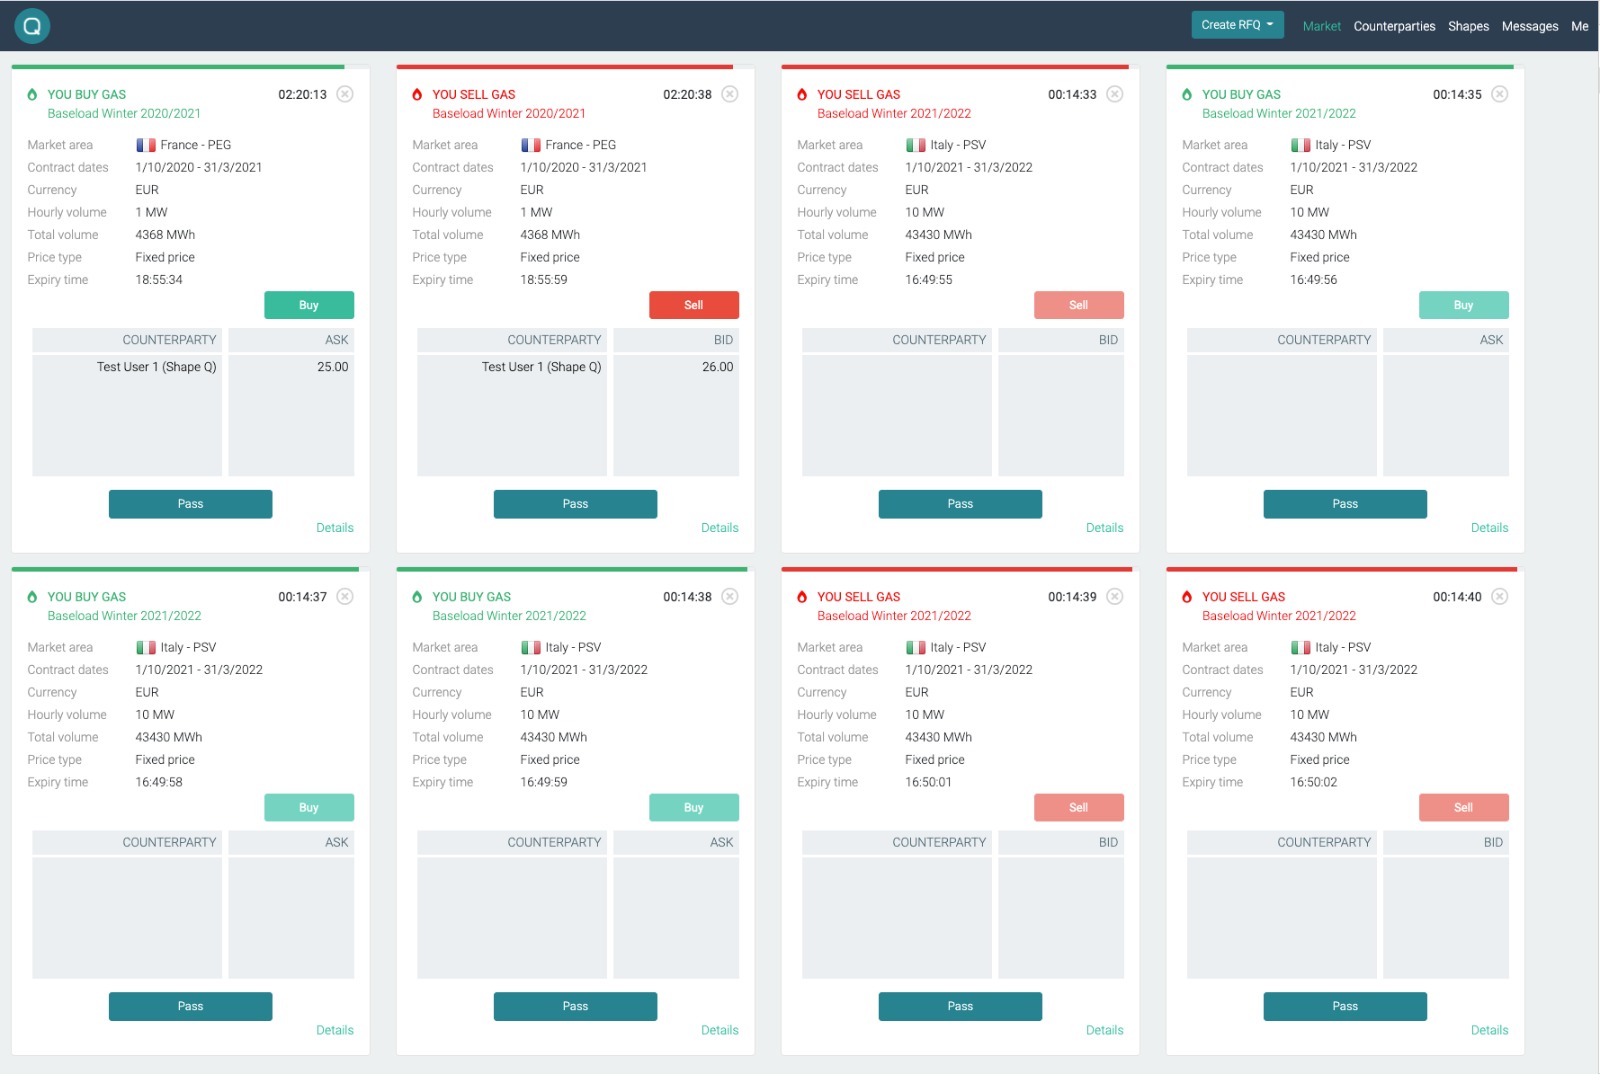 Q
Create RFQ
Market
Counterparties
Shapes
Messages
Me
YOU BUY GAS 02:20:13
Baseload Winter 2020/2021
Market area France - PEG
Contract dates 1/10/2020 - 31/3/2021
Currency EUR
Hourly volume 1 MW
Total volume 4368 MWh
Price type Fixed price
Expiry time 18:55:34
Buy
COUNTERPARTY ASK
Test User 1 (Shape Q) 25.00
Pass
Details
YOU SELL GAS 02:20:38
Baseload Winter 2020/2021
Market area France - PEG
Contract dates 1/10/2020 - 31/3/2021
Currency EUR
Hourly volume 1 MW
Total volume 4368 MWh
Price type Fixed price
Expiry time 18:55:59
Sell
COUNTERPARTY BID
Test User 1 (Shape Q) 26.00
Pass
Details
YOU SELL GAS 00:14:33
Baseload Winter 2021/2022
Market area Italy - PSV
Contract dates 1/10/2021 - 31/3/2022
Currency EUR
Hourly volume 10 MW
Total volume 43430 MWh
Price type Fixed price
Expiry time 16:49:55
Sell
COUNTERPARTY BID
Pass
Details
YOU BUY GAS 00:14:35
Baseload Winter 2021/2022
Market area Italy - PSV
Contract dates 1/10/2021 - 31/3/2022
Currency EUR
Hourly volume 10 MW
Total volume 43430 MWh
Price type Fixed price
Expiry time 16:49:56
Buy
COUNTERPARTY ASK
Pass
Details
YOU BUY GAS 00:14:37
Baseload Winter 2021/2022
Market area Italy - PSV
Contract dates 1/10/2021 - 31/3/2022
Currency EUR
Hourly volume 10 MW
Total volume 43430 MWh
Price type Fixed price
Expiry time 16:49:58
Buy
COUNTERPARTY ASK
Pass
Details
YOU BUY GAS 00:14:38
Baseload Winter 2021/2022
Market area Italy - PSV
Contract dates 1/10/2021 - 31/3/2022
Currency EUR
Hourly volume 10 MW
Total volume 43430 MWh
Price type Fixed price
Expiry time 16:49:59
Buy
COUNTERPARTY ASK
Pass
Details
YOU SELL GAS 00:14:39
Baseload Winter 2021/2022
Market area Italy - PSV
Contract dates 1/10/2021 - 31/3/2022
Currency EUR
Hourly volume 10 MW
Total volume 43430 MWh
Price type Fixed price
Expiry time 16:50:01
Sell
COUNTERPARTY BID
Pass
Details
YOU SELL GAS 00:14:40
Baseload Winter 2021/2022
Market area Italy - PSV
Contract dates 1/10/2021 - 31/3/2022
Currency EUR
Hourly volume 10 MW
Total volume 43430 MWh
Price type Fixed price
Expiry time 16:50:02
Sell
COUNTERPARTY BID
Pass
Details